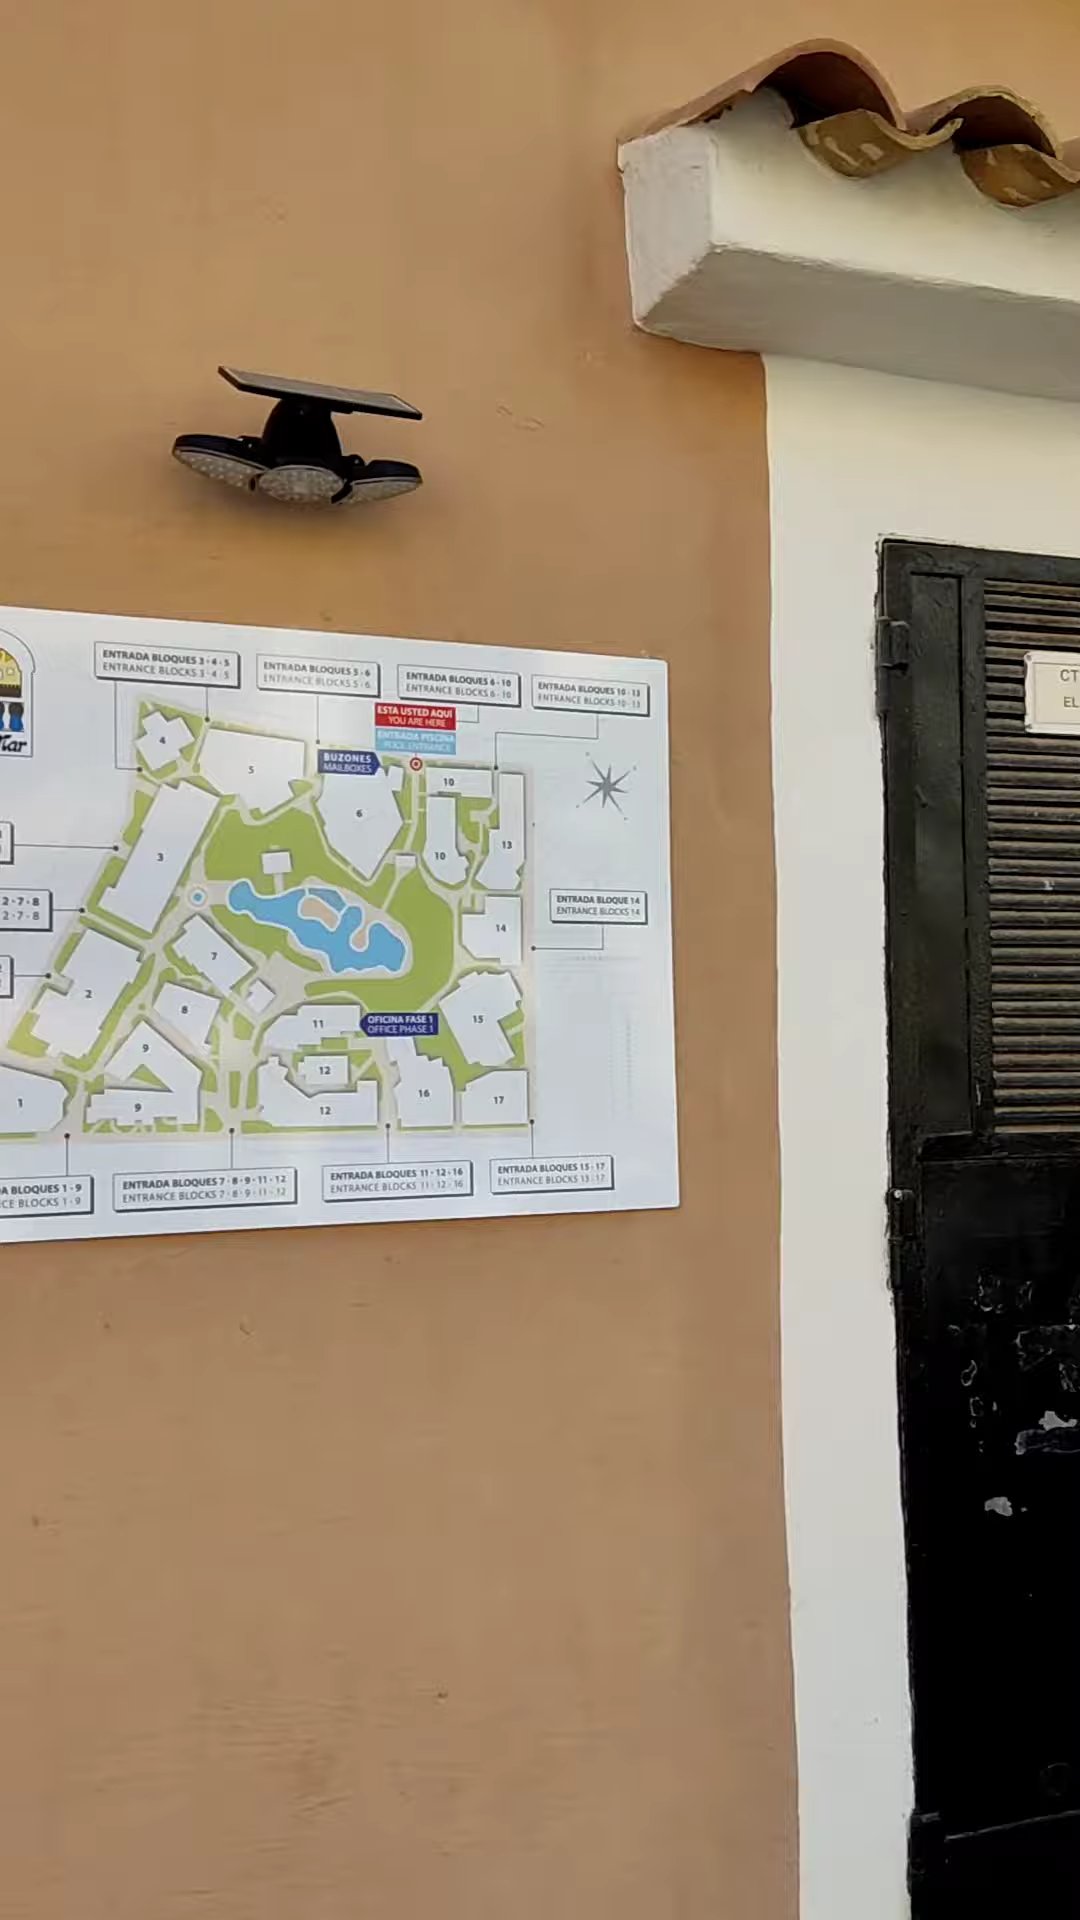 Mar
ENTRADA BLOQUES 3 - 4 - 5
ENTRANCE BLOCKS 3 - 4 - 5
ENTRADA BLOQUES 5 - 6
ENTRANCE BLOCKS 5 - 6
ENTRADA BLOQUES 6 - 10
ENTRANCE BLOCKS 6 - 10
ENTRADA BLOQUES 10 - 13
ENTRANCE BLOCKS 10 - 13
ESTA USTED AQUÍ
YOU ARE HERE
ENTRADA PISCINA
POOL ENTRANCE
BUZONES
MAILBOXES
4
5
6
10
10
13
3
2 - 7 - 8
2 - 7 - 8
ENTRADA BLOQUE 14
ENTRANCE BLOCKS 14
14
7
2
8
11
OFICINA FASE 1
OFFICE PHASE 1
15
9
12
1
9
12
16
17
DA BLOQUES 1 - 9
CE BLOCKS 1 - 9
ENTRADA BLOQUES 7 - 8 - 9 - 11 - 12
ENTRANCE BLOCKS 7 - 8 - 9 - 11 - 12
ENTRADA BLOQUES 11 - 12 - 16
ENTRANCE BLOCKS 11 - 12 - 16
ENTRADA BLOQUES 15 - 17
ENTRANCE BLOCKS 15 - 17
CT
EL